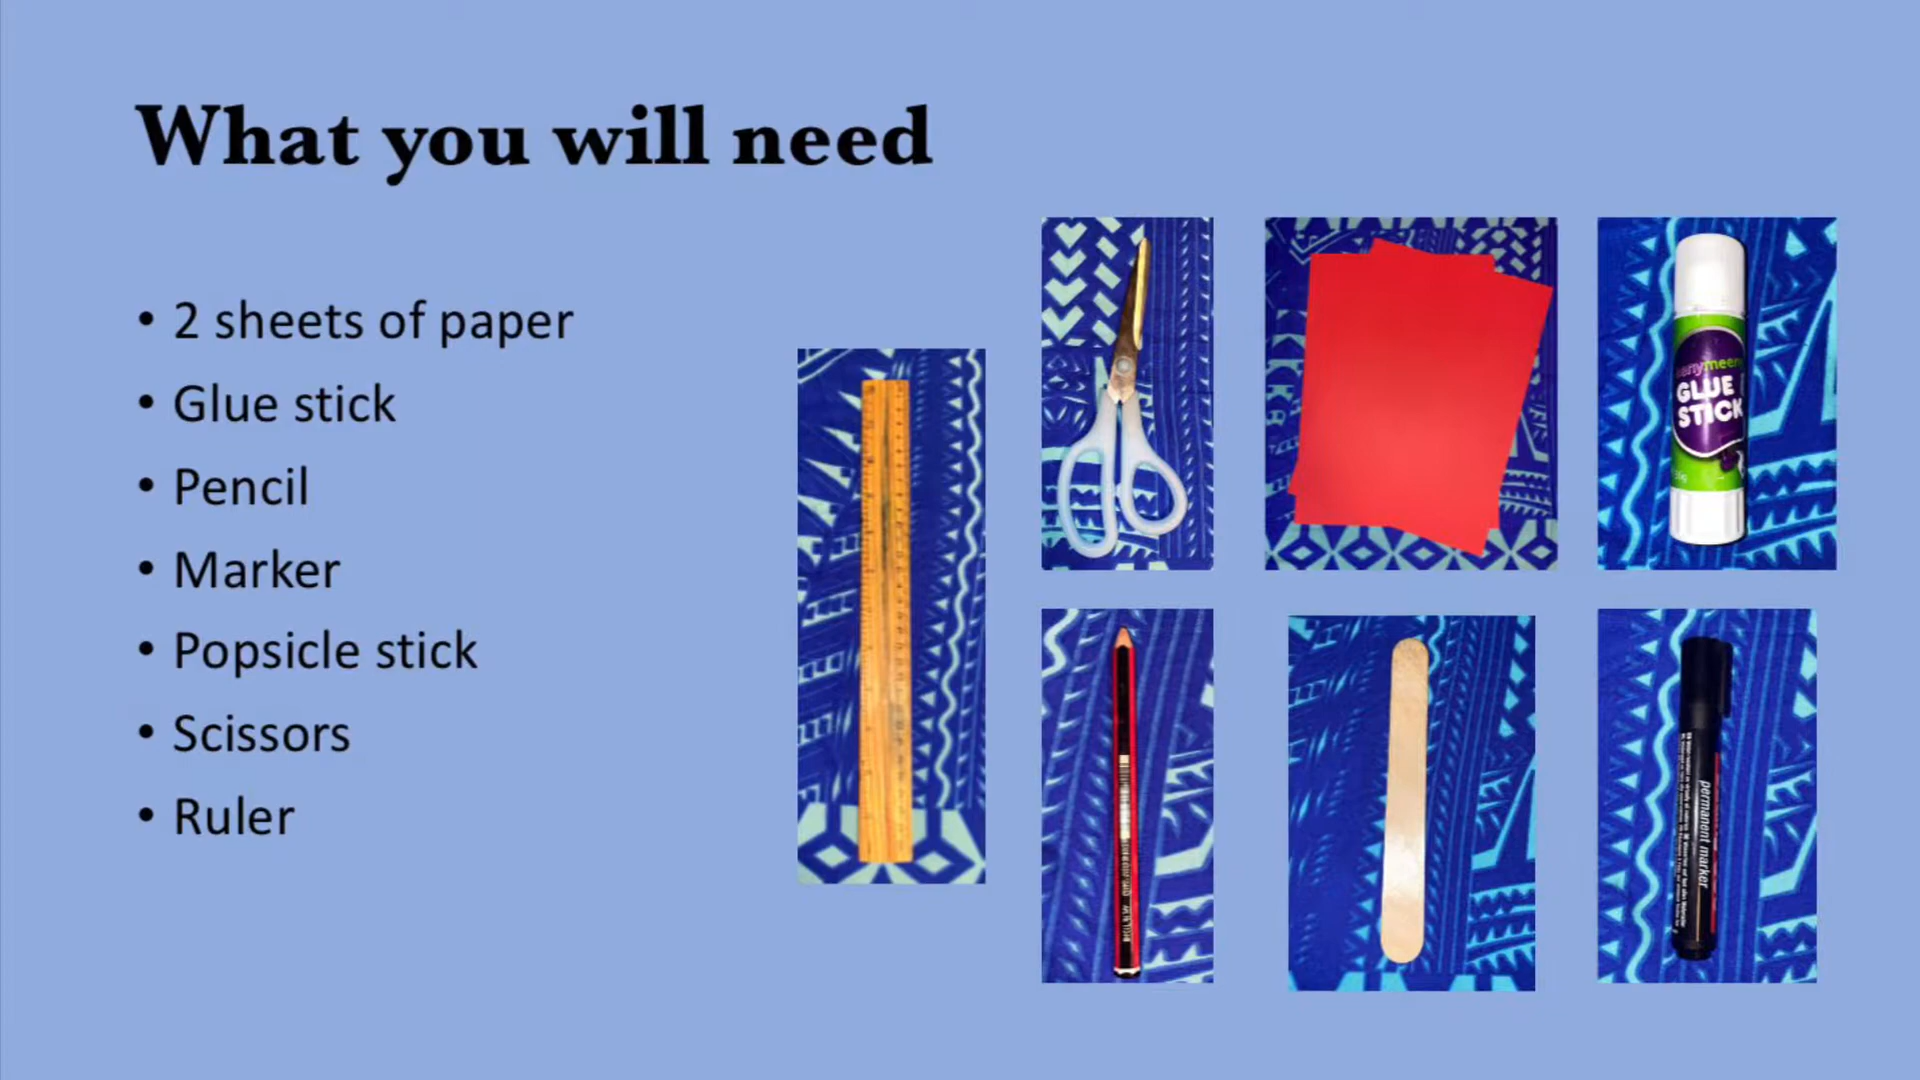 What you will need
• 2 sheets of paper
• Glue stick
• Pencil
• Marker
• Popsicle stick
• Scissors
• Ruler
GLUE
STICK
permanent marker